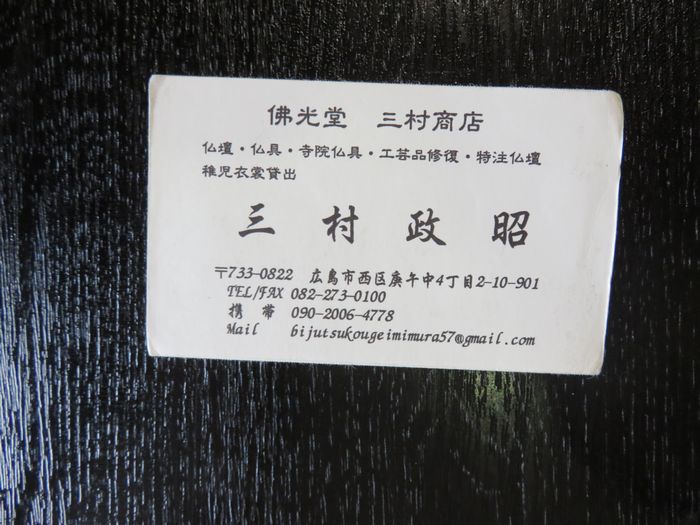 佛光堂　三村商店
仏壇・仏具・寺院仏具・工芸品修復・特注仏壇
稚児衣裳貸出
三村政昭
〒733-0822　広島市西区庚午中4丁目2-10-901
TEL/FAX 082-273-0100
携帯　090-2006-4778
Mail　bijutsukougeimimura57@gmail.com